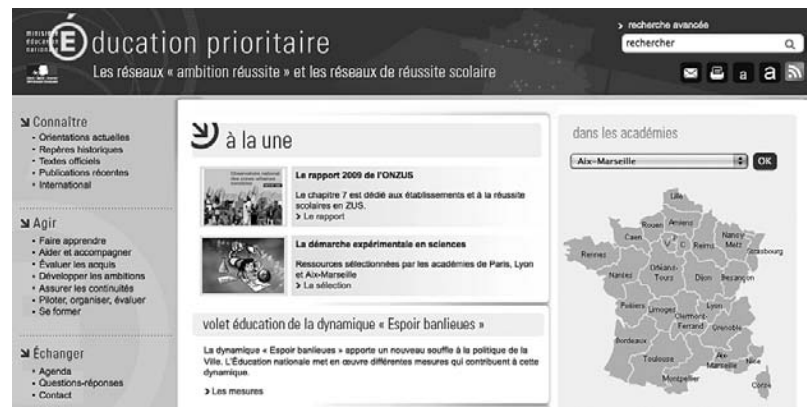 ministère
éducation
nationale
Éducation prioritaire
Les réseaux « ambition réussite » et les réseaux de réussite scolaire
recherche avancée
rechercher
a a
Connaître
Orientations actuelles
Repères historiques
Textes officiels
Publications récentes
International
Agir
Faire apprendre
Aider et accompagner
Évaluer les acquis
Développer les ambitions
Assurer les continuités
Piloter, organiser, évaluer
Se former
Échanger
Agenda
Questions-réponses
Contact
à la une
Le rapport 2009 de l'ONZUS
Le chapitre 7 est dédié aux établissements et à la réussite
scolaires en ZUS.
Le rapport
La démarche expérimentale en sciences
Ressources sélectionnées par les académies de Paris, Lyon
et Aix-Marseille
La sélection
volet éducation de la dynamique « Espoir banlieues »
La dynamique « Espoir banlieues » apporte un nouveau souffle à la politique de la
Ville. L'Éducation nationale met en œuvre différentes mesures qui contribuent à cette
dynamique.
Les mesures
dans les académies
Aix-Marseille OK
Lille
Rouen Amiens
Caen V C Reims Nancy-
Metz
Strasbourg
Rennes
Nantes Orléans-
Tours Dijon Besançon
Poitiers Limoges Lyon
Clermont-
Ferrand Grenoble
Bordeaux
Toulouse Aix-
Marseille Nice
Montpellier
Corse